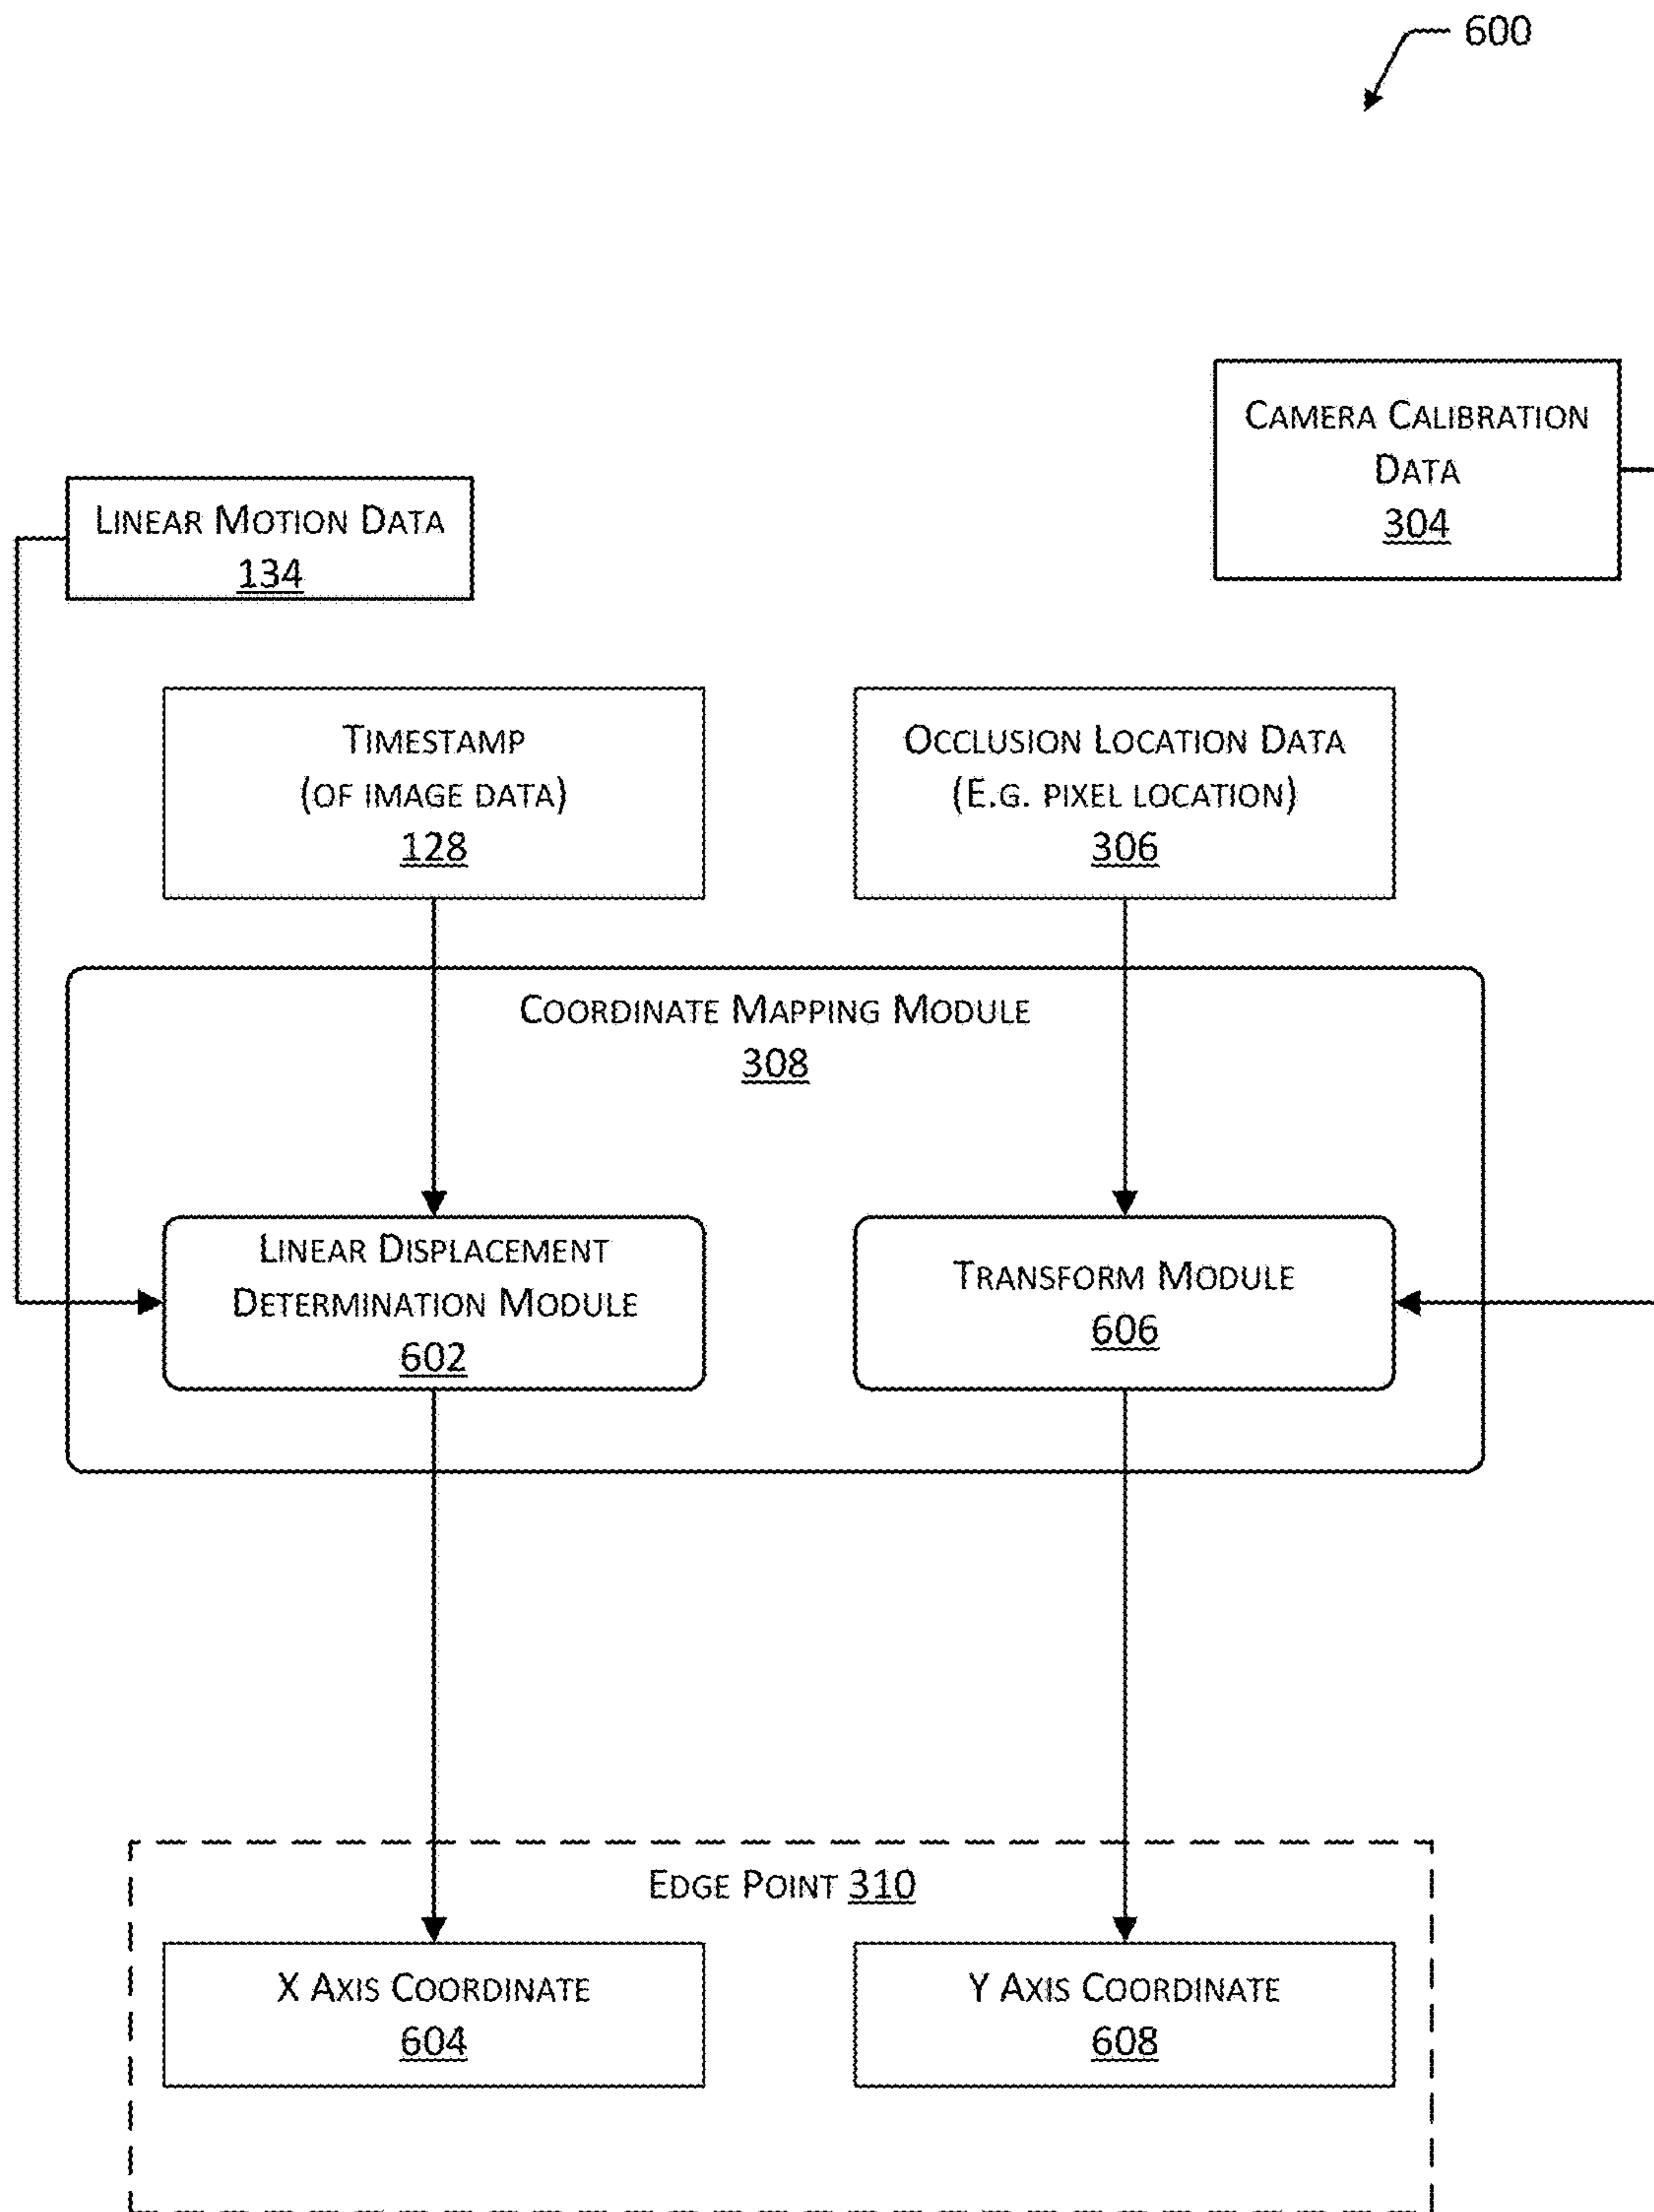 600
CAMERA CALIBRATION
DATA
304
LINEAR MOTION DATA
134
TIMESTAMP
(OF IMAGE DATA)
128
OCCLUSION LOCATION DATA
(E.G. PIXEL LOCATION)
306
COORDINATE MAPPING MODULE
308
LINEAR DISPLACEMENT
DETERMINATION MODULE
602
TRANSFORM MODULE
606
EDGE POINT 310
X AXIS COORDINATE
604
Y AXIS COORDINATE
608